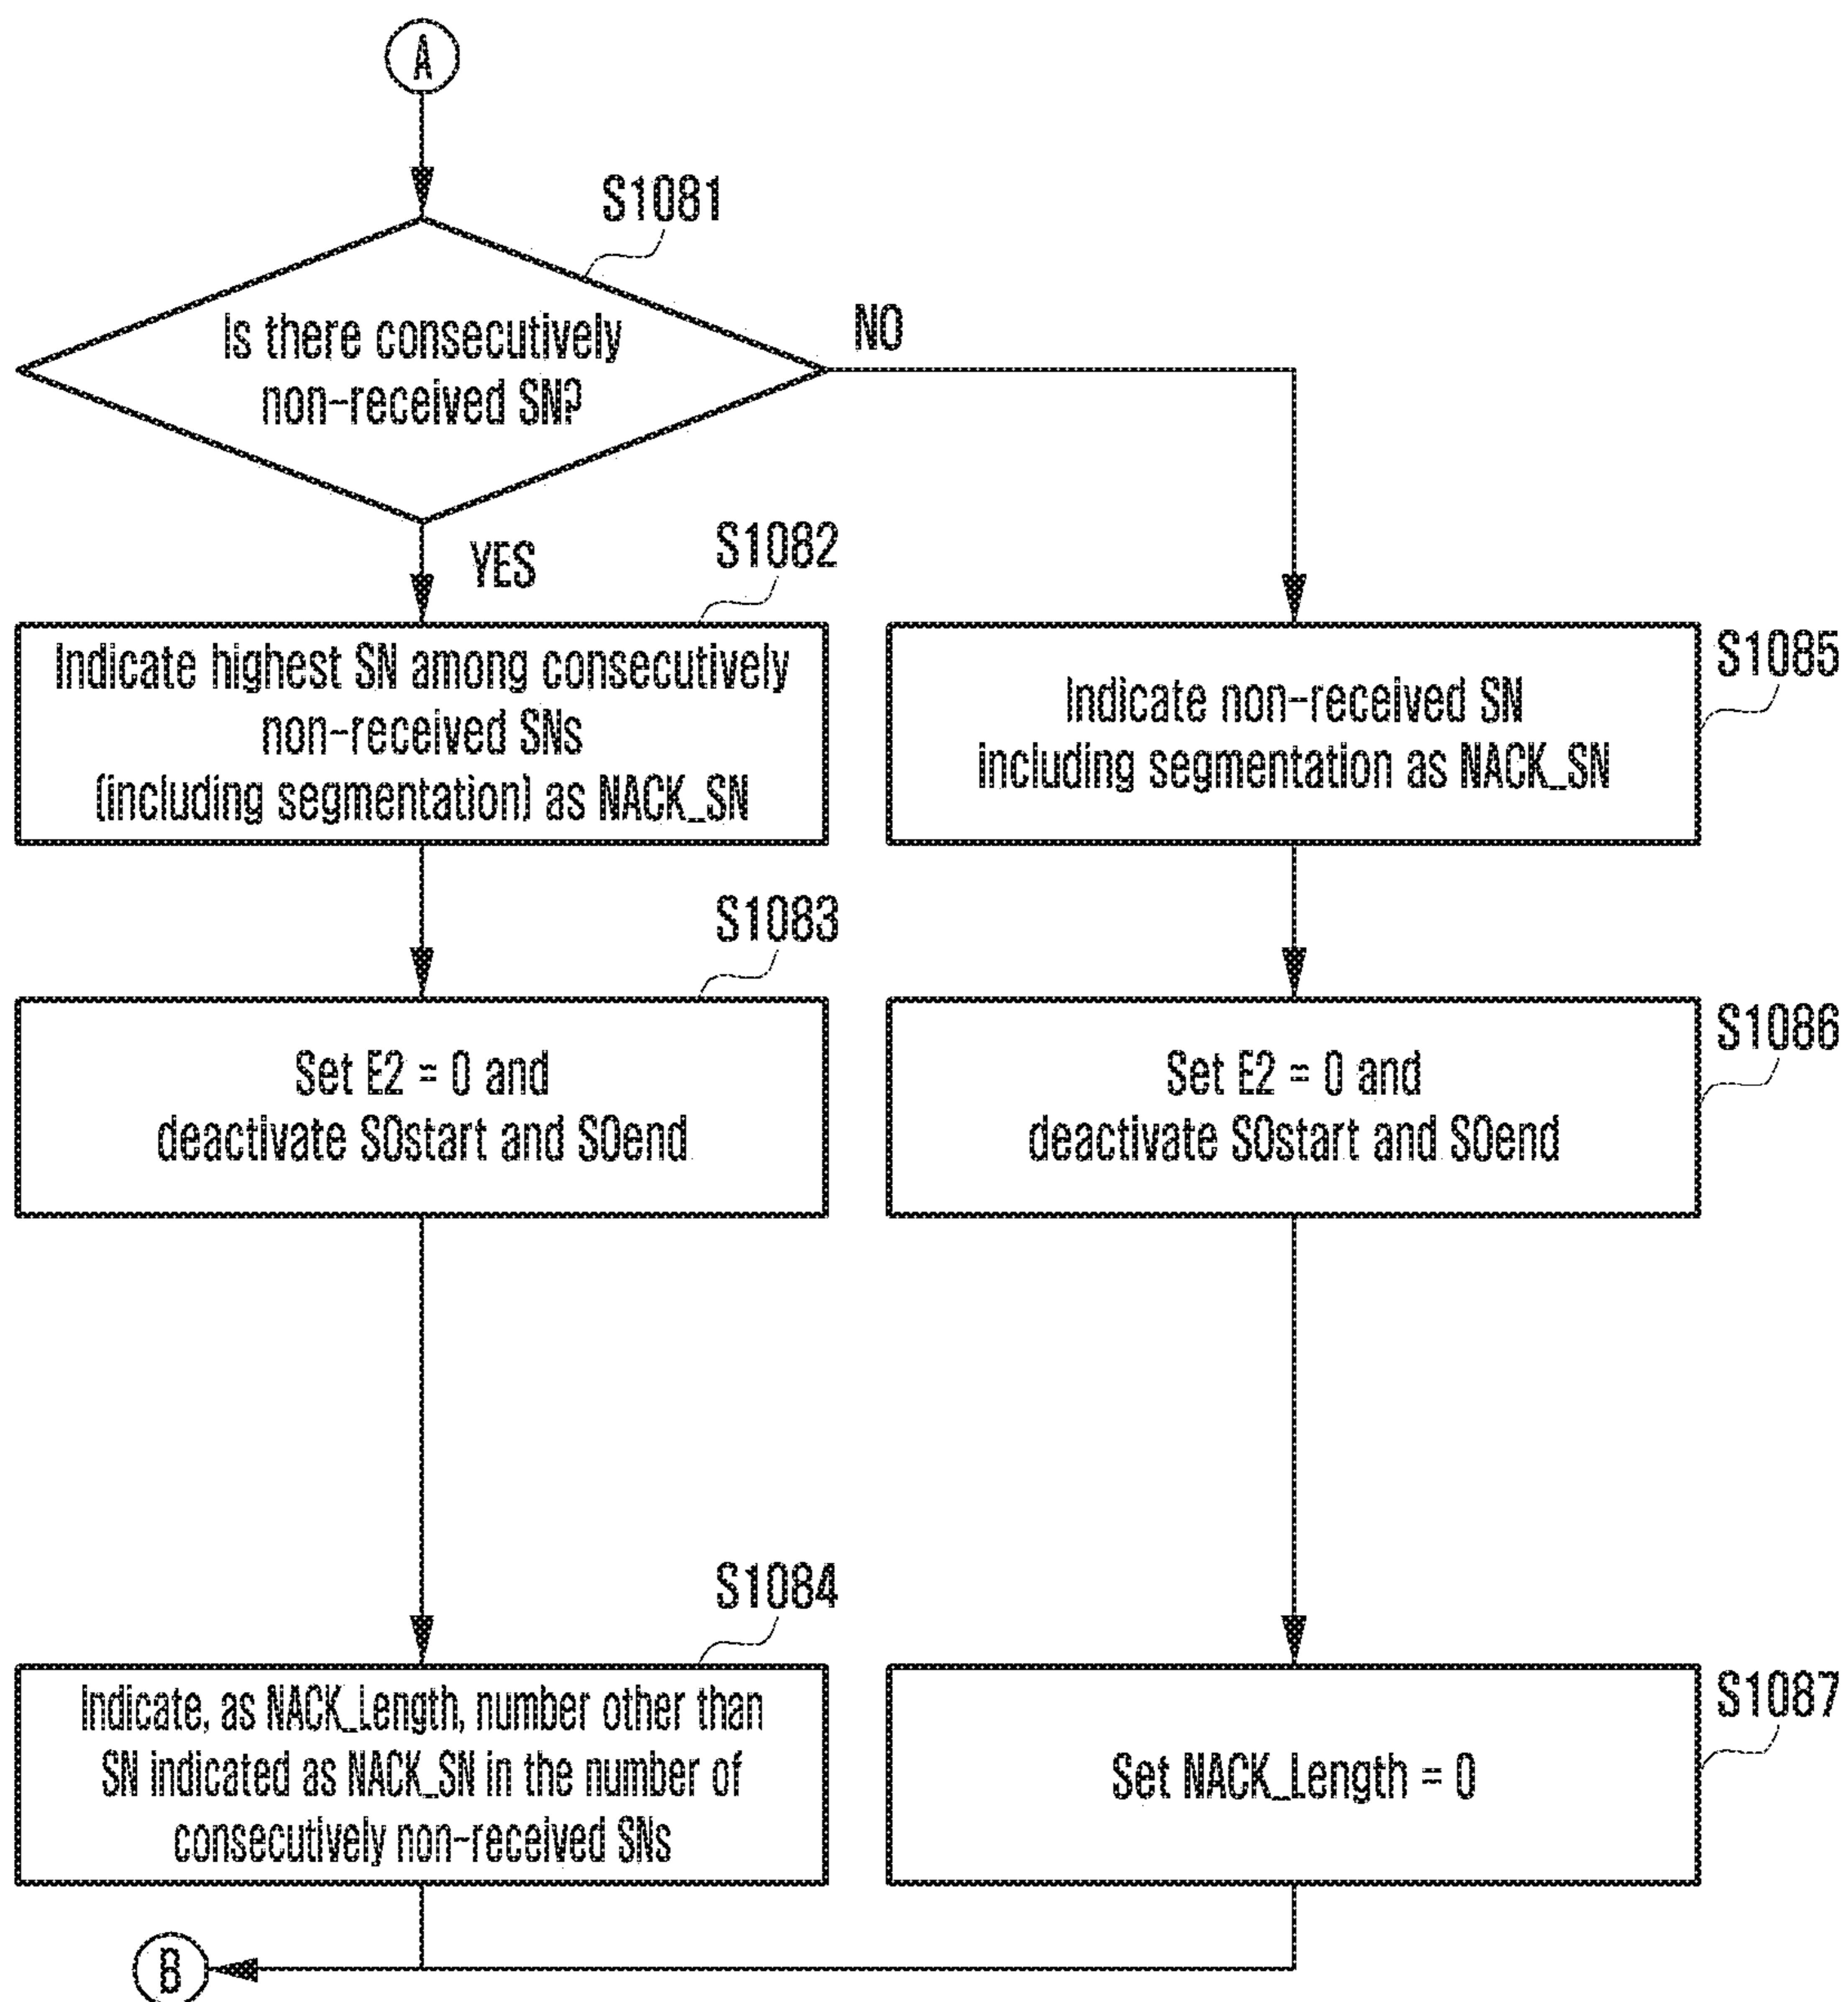 A
S1081
Is there consecutively
non-received SN?
NO
YES
S1082
Indicate highest SN among consecutively
non-received SNs
(including segmentation) as NACK_SN
S1085
Indicate non-received SN
including segmentation as NACK_SN
S1083
Set E2 = 0 and
deactivate SOstart and SOend
S1086
Set E2 = 0 and
deactivate SOstart and SOend
S1084
Indicate, as NACK_Length, number other than
SN indicated as NACK_SN in the number of
consecutively non-received SNs
S1087
Set NACK_Length = 0
B